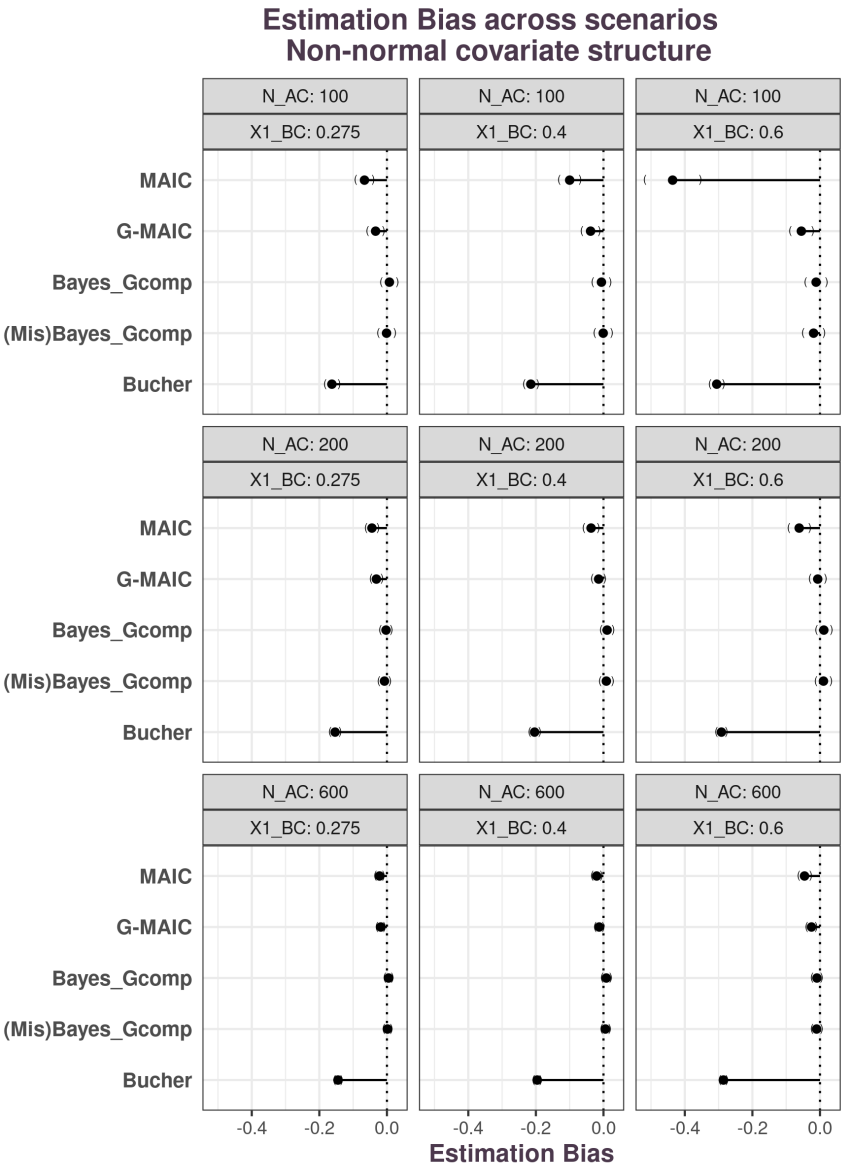 Estimation Bias across scenarios
Non-normal covariate structure
N_AC: 100 N_AC: 100 N_AC: 100
X1_BC: 0.275 X1_BC: 0.4 X1_BC: 0.6
MAIC
G-MAIC
Bayes_Gcomp
(Mis)Bayes_Gcomp
Bucher
N_AC: 200 N_AC: 200 N_AC: 200
X1_BC: 0.275 X1_BC: 0.4 X1_BC: 0.6
MAIC
G-MAIC
Bayes_Gcomp
(Mis)Bayes_Gcomp
Bucher
N_AC: 600 N_AC: 600 N_AC: 600
X1_BC: 0.275 X1_BC: 0.4 X1_BC: 0.6
MAIC
G-MAIC
Bayes_Gcomp
(Mis)Bayes_Gcomp
Bucher
-0.4 -0.2 0.0 -0.4 -0.2 0.0 -0.4 -0.2 0.0
Estimation Bias